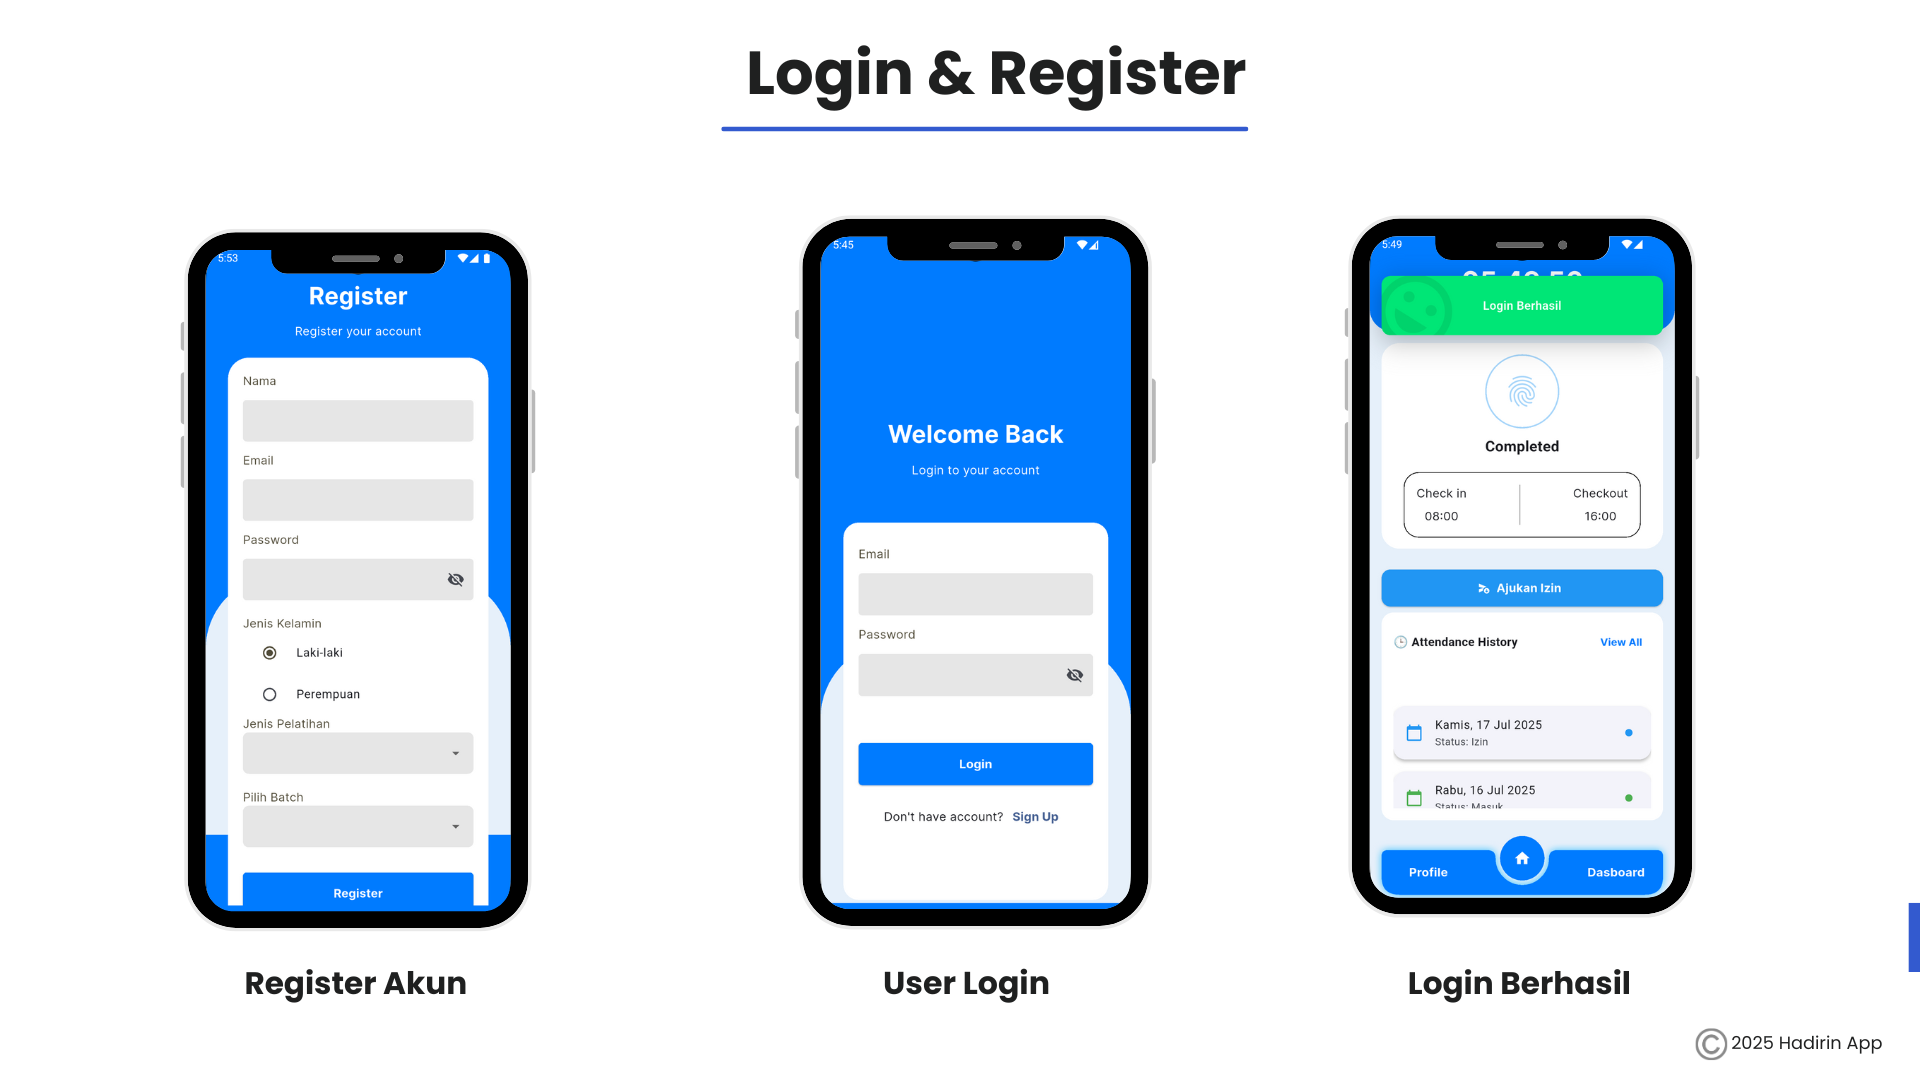 Login & Register
5:53
Register
Register your account
Nama
Email
Password
Jenis Kelamin
Laki-laki
Perempuan
Jenis Pelatihan
Pilih Batch
Register
Register Akun
5:45
Welcome Back
Login to your account
Email
Password
Login
Don't have account? Sign Up
User Login
5:49
Login Berhasil
Completed
Check in
Checkout
08:00
16:00
Ajukan Izin
Attendance History
View All
Kamis, 17 Jul 2025
Status: Izin
Rabu, 16 Jul 2025
Status: Masuk
Profile
Dasboard
Login Berhasil
© 2025 Hadirin App